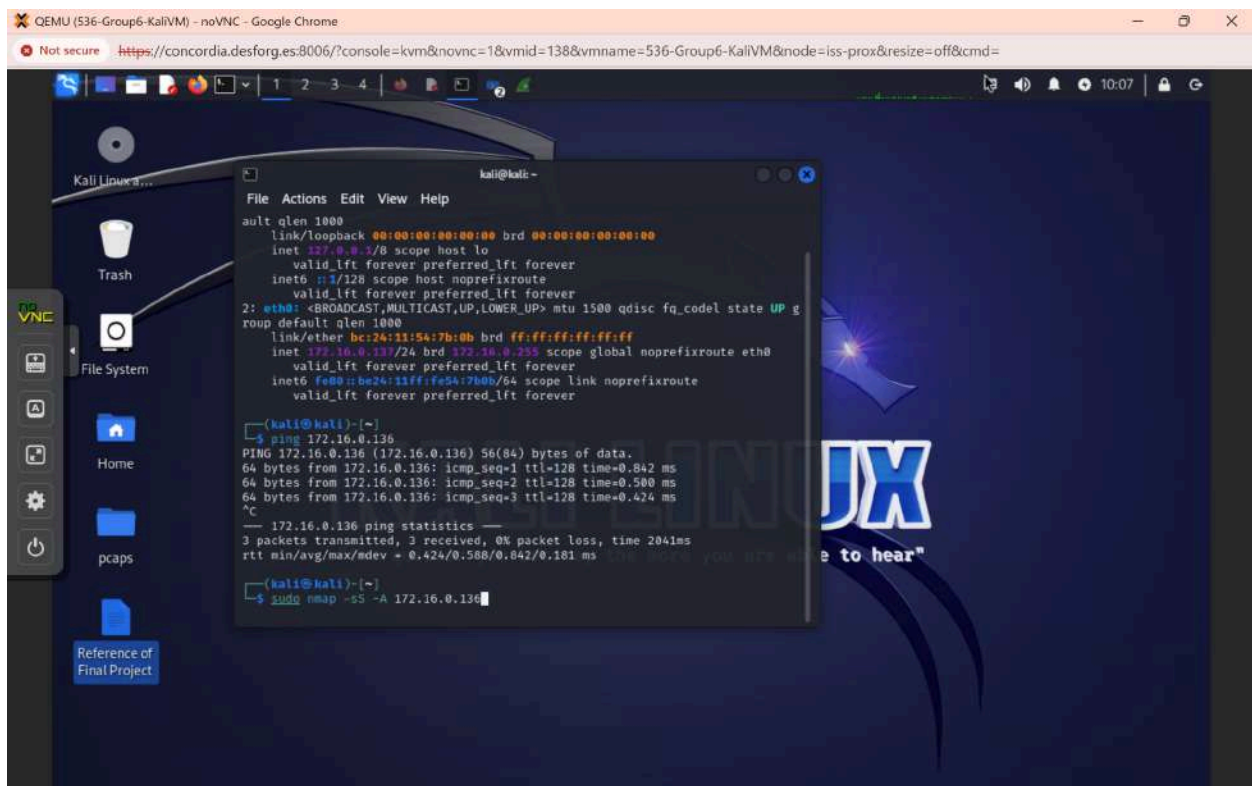 QEMU (536-Group6-KaliVM) - noVNC - Google Chrome
Not secure https://concordia.desforg.es:8006/?console=kvm&novnc=1&vmid=138&vmname=536-Group6-KaliVM&node=iss-prox&resize=off&cmd=
1 2 3 4 2 10:07
Kali Linux a...
Trash
File System
Home
pcaps
Reference of
Final Project
noVNC
A
kali@kali: ~
File Actions Edit View Help
ault qlen 1000
link/loopback 00:00:00:00:00:00 brd 00:00:00:00:00:00
inet 127.0.0.1/8 scope host lo
valid_lft forever preferred_lft forever
inet6 ::1/128 scope host noprefixroute
valid_lft forever preferred_lft forever
2: eth0: <BROADCAST,MULTICAST,UP,LOWER_UP> mtu 1500 qdisc fq_codel state UP g
roup default qlen 1000
link/ether bc:24:11:54:7b:0b brd ff:ff:ff:ff:ff:ff
inet 172.16.0.137/24 brd 172.16.0.255 scope global noprefixroute eth0
valid_lft forever preferred_lft forever
inet6 fe80::be24:11ff:fe54:7b0b/64 scope link noprefixroute
valid_lft forever preferred_lft forever
(kali㉿kali)-[~]
$ ping 172.16.0.136
PING 172.16.0.136 (172.16.0.136) 56(84) bytes of data.
64 bytes from 172.16.0.136: icmp_seq=1 ttl=128 time=0.842 ms
64 bytes from 172.16.0.136: icmp_seq=2 ttl=128 time=0.500 ms
64 bytes from 172.16.0.136: icmp_seq=3 ttl=128 time=0.424 ms
^C
— 172.16.0.136 ping statistics —
3 packets transmitted, 3 received, 0% packet loss, time 2041ms
rtt min/avg/max/mdev = 0.424/0.588/0.842/0.181 ms
(kali㉿kali)-[~]
$ sudo nmap -sS -A 172.16.0.136
KALI LINUX
the more you are able to hear"